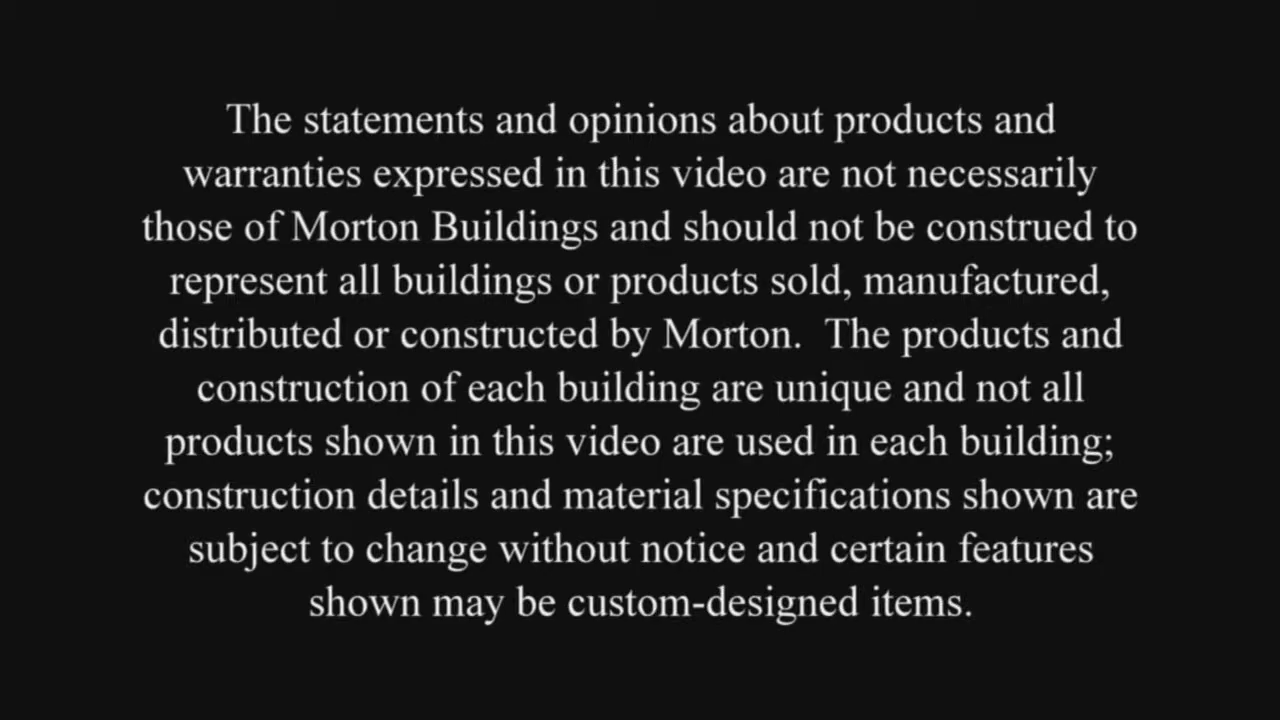 The statements and opinions about products and
warranties expressed in this video are not necessarily
those of Morton Buildings and should not be construed to
represent all buildings or products sold, manufactured,
distributed or constructed by Morton.  The products and
construction of each building are unique and not all
products shown in this video are used in each building;
construction details and material specifications shown are
subject to change without notice and certain features
shown may be custom-designed items.